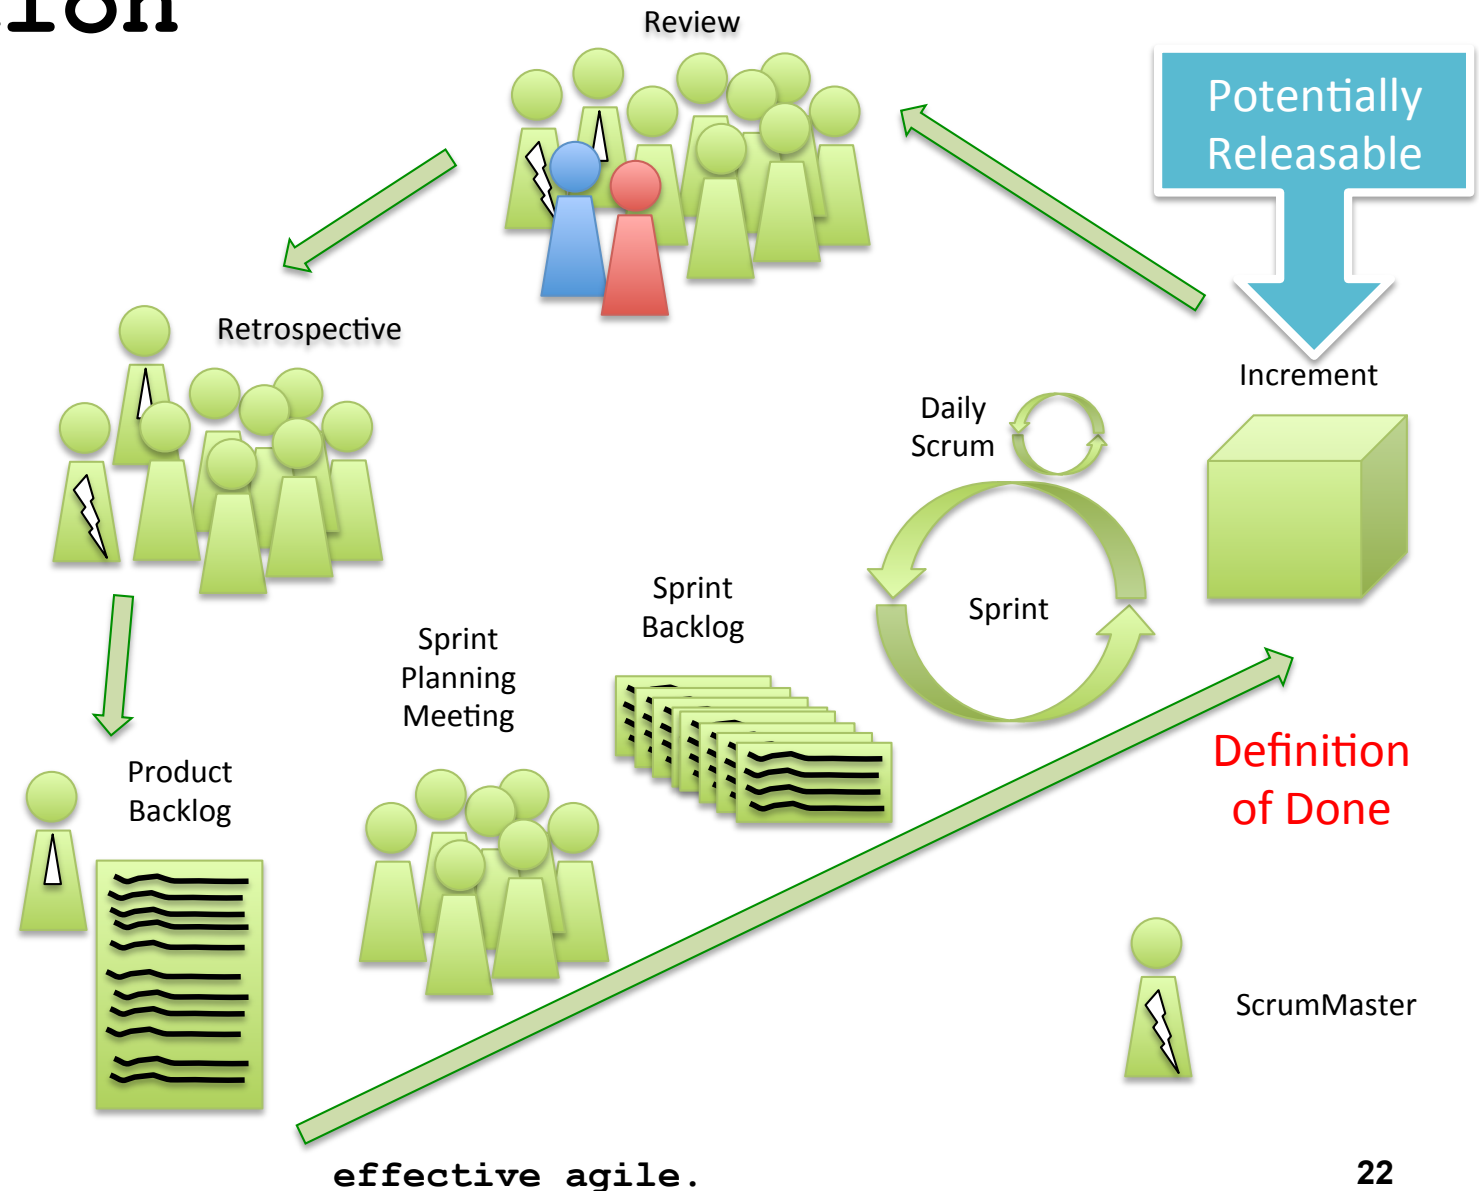 Review
Potentially
Releasable
Retrospective
Increment
Daily
Scrum
Sprint
Sprint
Backlog
Sprint
Planning
Meeting
Definition
of Done
Product
Backlog
ScrumMaster
effective agile.
22